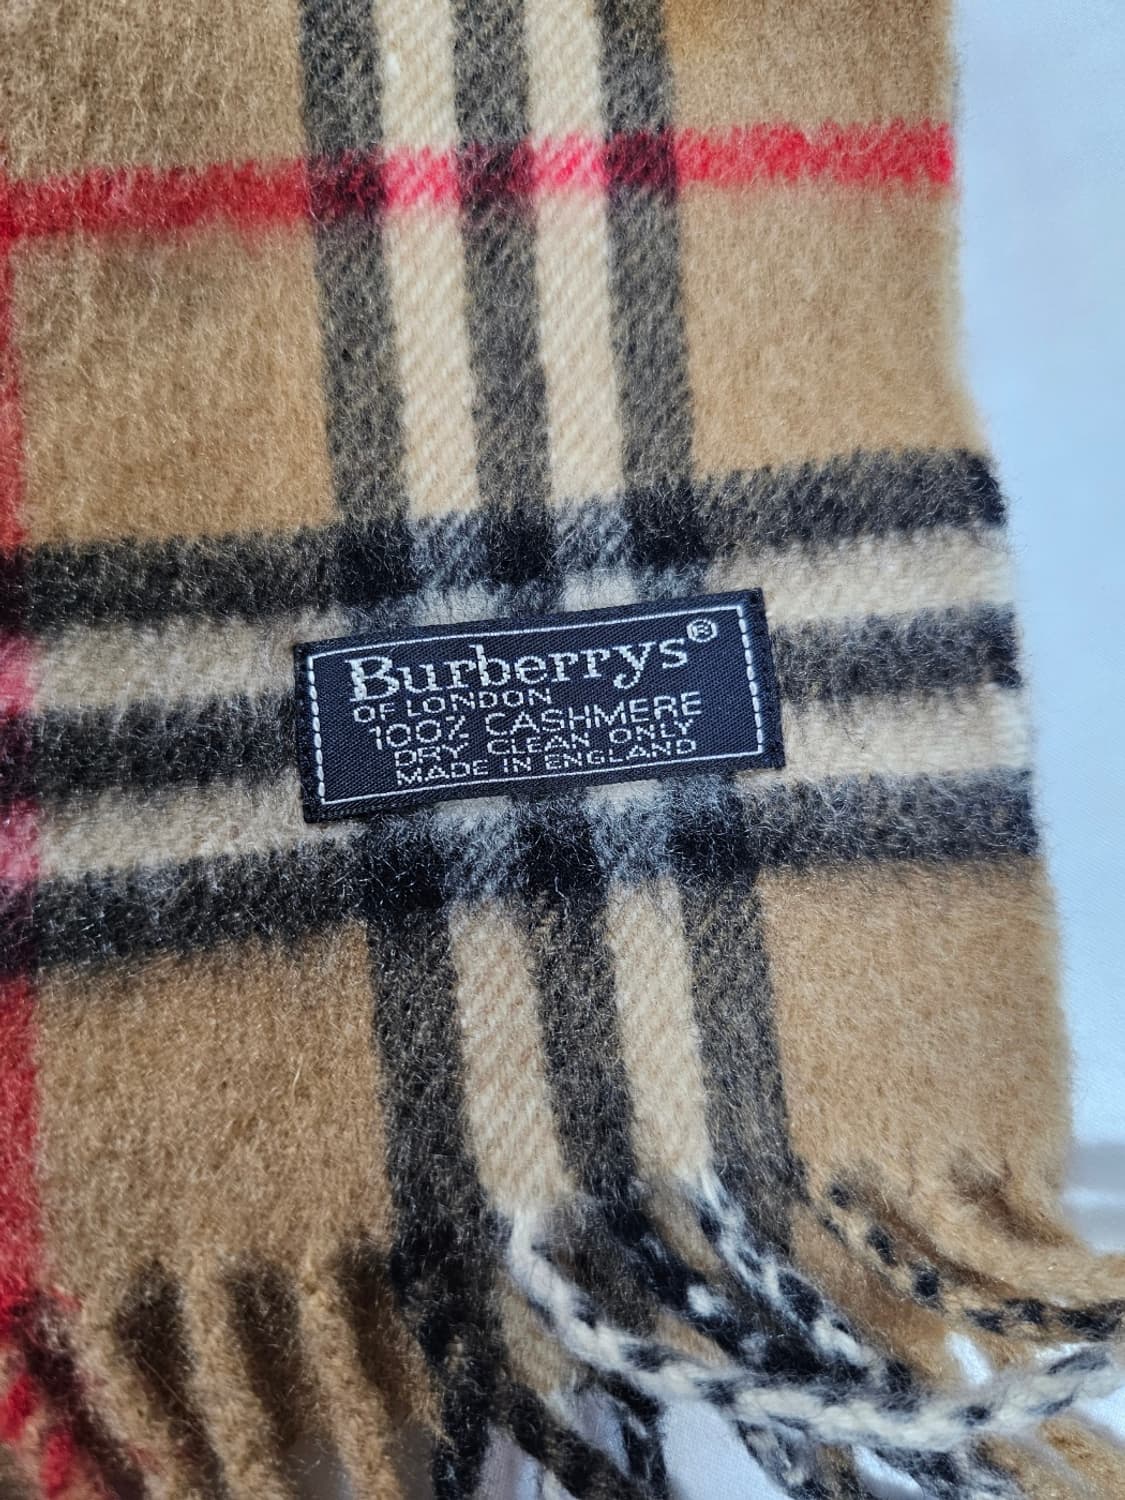 Burberrys®
OF LONDON
100% CASHMERE
DRY CLEAN ONLY
MADE IN ENGLAND